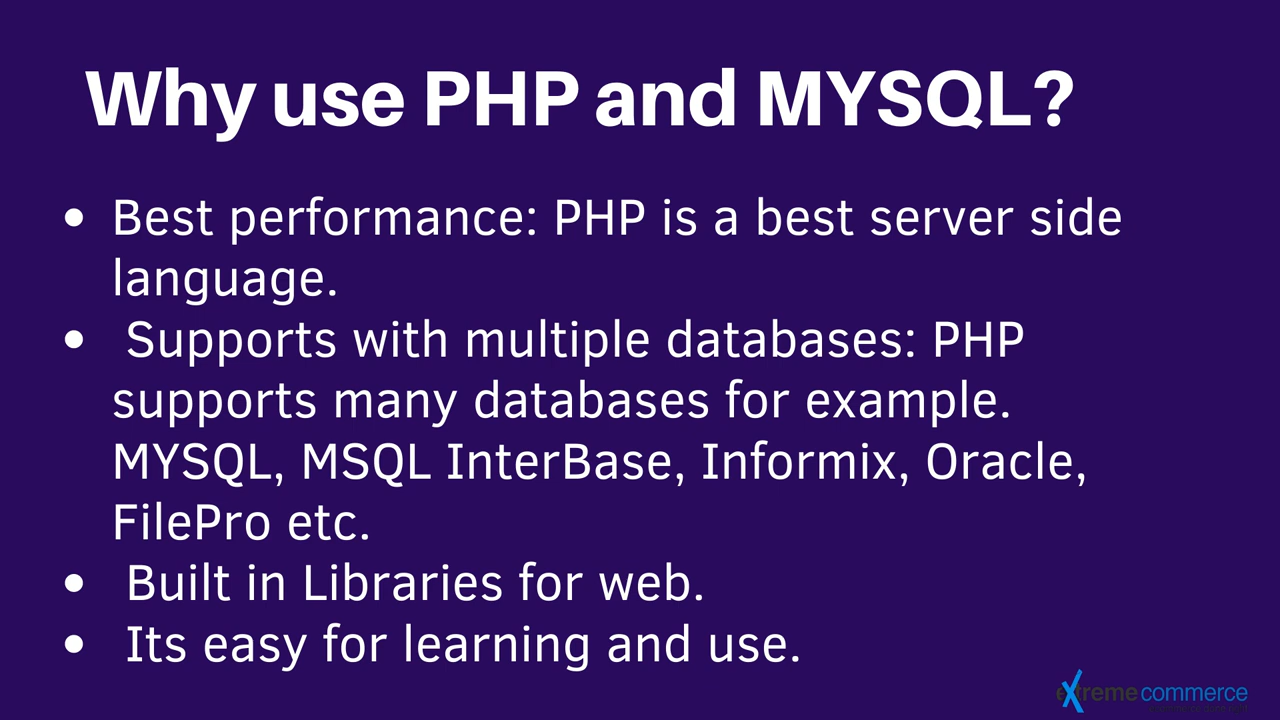 Why use PHP and MYSQL?
• Best performance: PHP is a best server side
language.
• Supports with multiple databases: PHP
supports many databases for example.
MYSQL, MSQL InterBase, Informix, Oracle,
FilePro etc.
• Built in Libraries for web.
• Its easy for learning and use.
extreme commerce